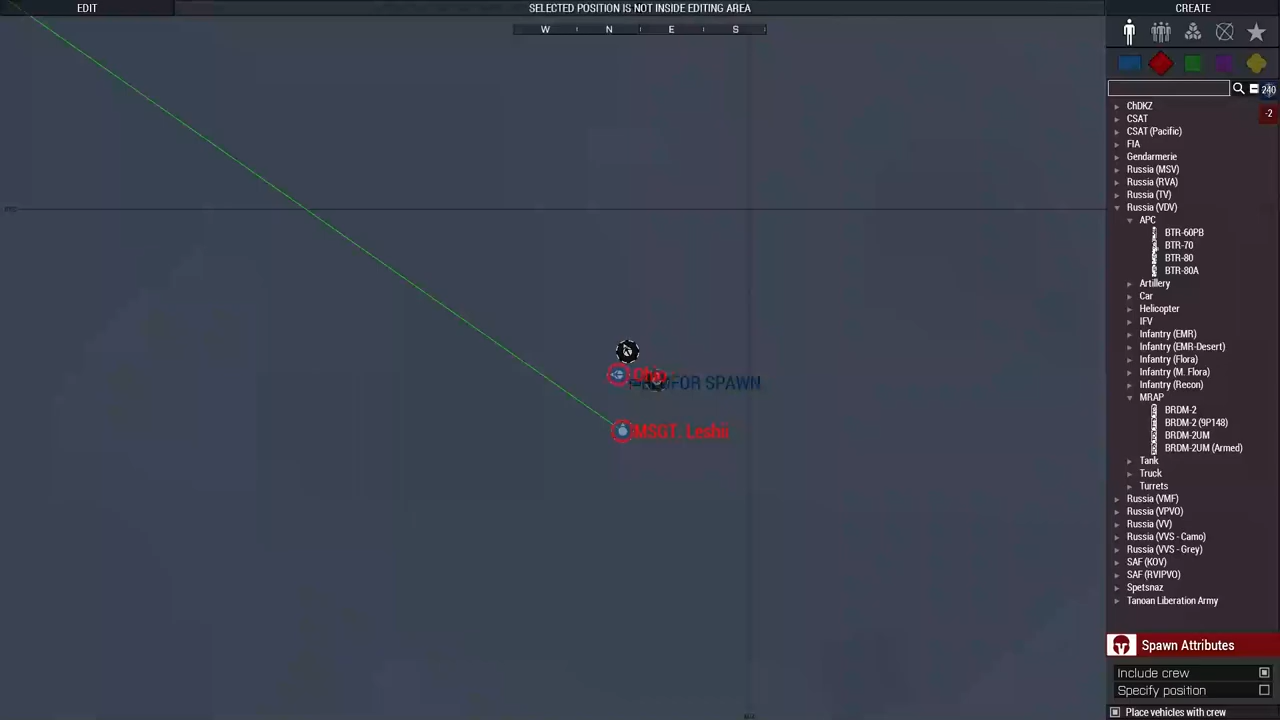 EDIT
SELECTED POSITION IS NOT INSIDE EDITING AREA
CREATE
W N E S
240
-2
ChDKZ
CSAT
CSAT (Pacific)
FIA
Gendarmerie
Russia (MSV)
Russia (RVA)
Russia (TV)
Russia (VDV)
APC
BTR-60PB
BTR-70
BTR-80
BTR-80A
Artillery
Car
Helicopter
IFV
Infantry (EMR)
Infantry (EMR-Desert)
Infantry (Flora)
Infantry (M. Flora)
Infantry (Recon)
MRAP
BRDM-2
BRDM-2 (9P148)
BRDM-2UM
BRDM-2UM (Armed)
Tank
Truck
Turrets
Russia (VMF)
Russia (VPVO)
Russia (VV)
Russia (VVS - Camo)
Russia (VVS - Grey)
SAF (KOV)
SAF (RVIPVO)
Spetsnaz
Tanoan Liberation Army
SPAWN
MSGT. Leshii
Spawn Attributes
Include crew
Specify position
Place vehicles with crew